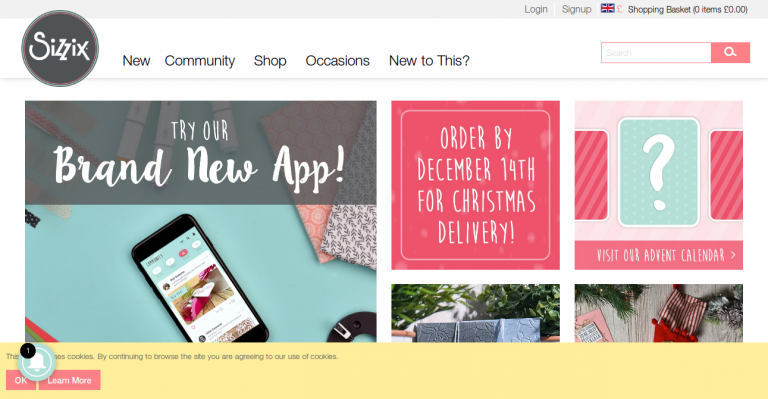 Login
Signup
£
Shopping Basket (0 items £0.00)
Sizzix
New
Community
Shop
Occasions
New to This?
Search
TRY OUR
Brand New App!
ORDER BY
DECEMBER 14TH
FOR CHRISTMAS
DELIVERY!
?
VISIT OUR ADVENT CALENDAR >
COMMUNITY
1
This
es cookies. By continuing to browse the site you are agreeing to our use of cookies.
OK
Learn More